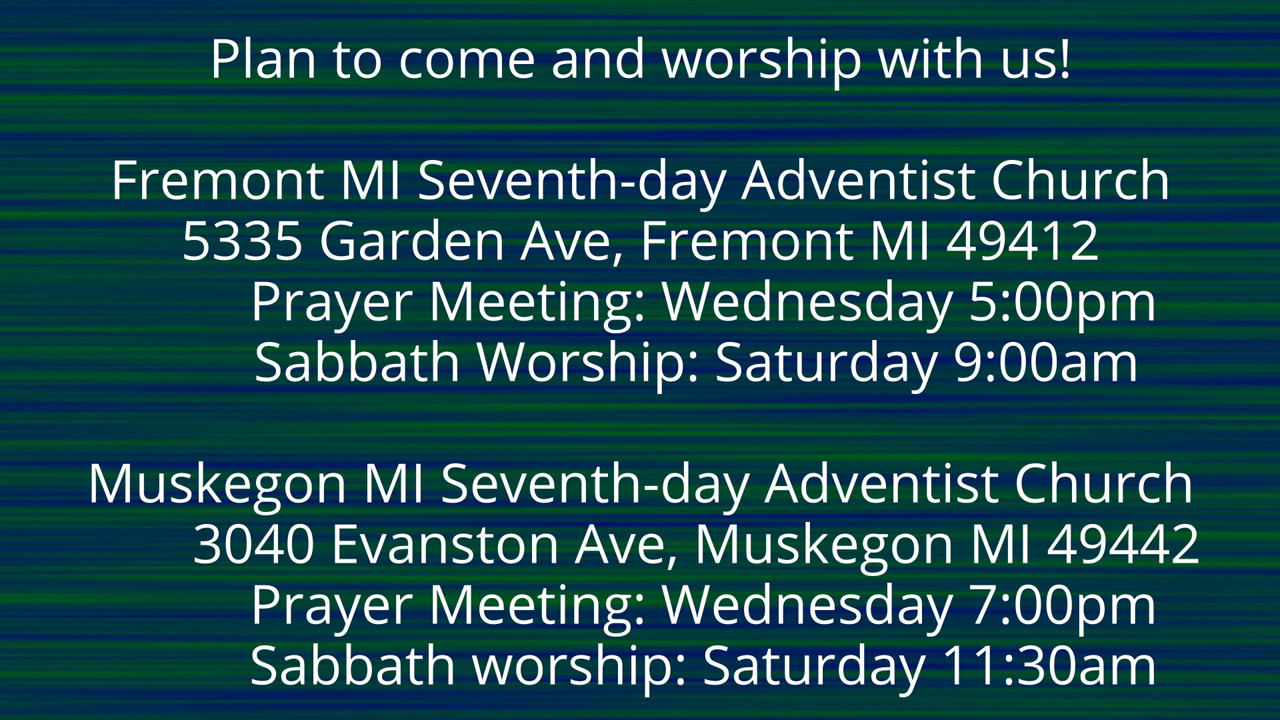 Plan to come and worship with us!
Fremont MI Seventh-day Adventist Church
5335 Garden Ave, Fremont MI 49412
Prayer Meeting: Wednesday 5:00pm
Sabbath Worship: Saturday 9:00am
Muskegon MI Seventh-day Adventist Church
3040 Evanston Ave, Muskegon MI 49442
Prayer Meeting: Wednesday 7:00pm
Sabbath worship: Saturday 11:30am